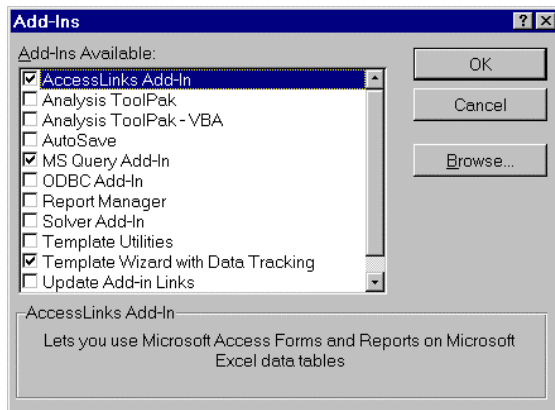 Add-Ins
Add-Ins Available:
AccessLinks Add-In
Analysis ToolPak
Analysis ToolPak - VBA
AutoSave
MS Query Add-In
ODBC Add-In
Report Manager
Solver Add-In
Template Utilities
Template Wizard with Data Tracking
Update Add-in Links
OK
Cancel
Browse...
AccessLinks Add-In
Lets you use Microsoft Access Forms and Reports on Microsoft
Excel data tables